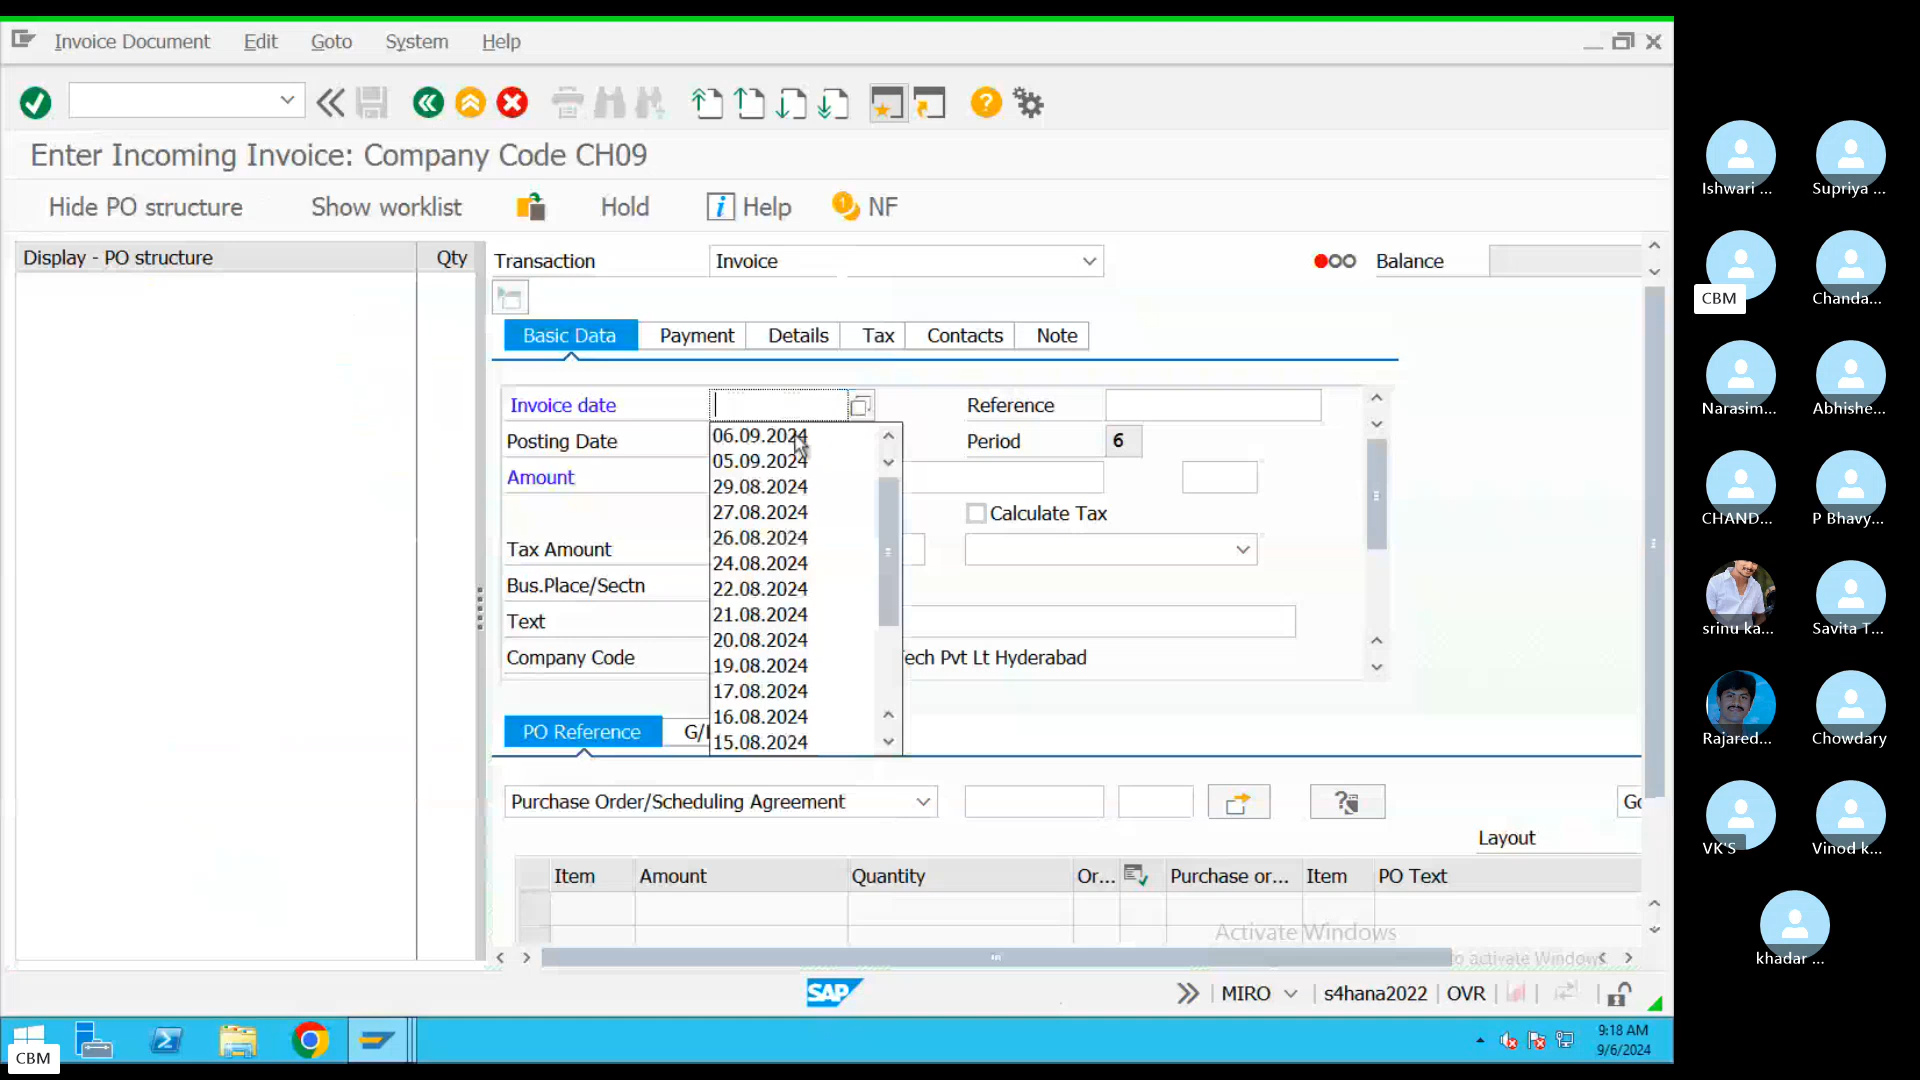 Invoice Document Edit Goto System Help
Enter Incoming Invoice: Company Code CH09
Hide PO structure Show worklist Hold Help NF
Display - PO structure Qty
Transaction Invoice Balance
Basic Data Payment Details Tax Contacts Note
Invoice date Reference
Posting Date Period 6
Amount
Calculate Tax
Tax Amount
Bus.Place/Sectn
Text
Company Code ech Pvt Lt Hyderabad
06.09.2024
05.09.2024
29.08.2024
27.08.2024
26.08.2024
24.08.2024
22.08.2024
21.08.2024
20.08.2024
19.08.2024
17.08.2024
16.08.2024
15.08.2024
PO Reference G/
Purchase Order/Scheduling Agreement
Layout
Item Amount Quantity Or... Purchase or... Item PO Text
Activate Windows
to activate Windows
SAP MIRO s4hana2022 OVR
9:18 AM
9/6/2024
CBM
Ishwari ... Supriya ...
CBM Chanda...
Narasim... Abhishe...
CHAND... P Bhavy...
srinu ka... Savita T...
Rajared... Chowdary
VK'S Vinod k...
khadar ...